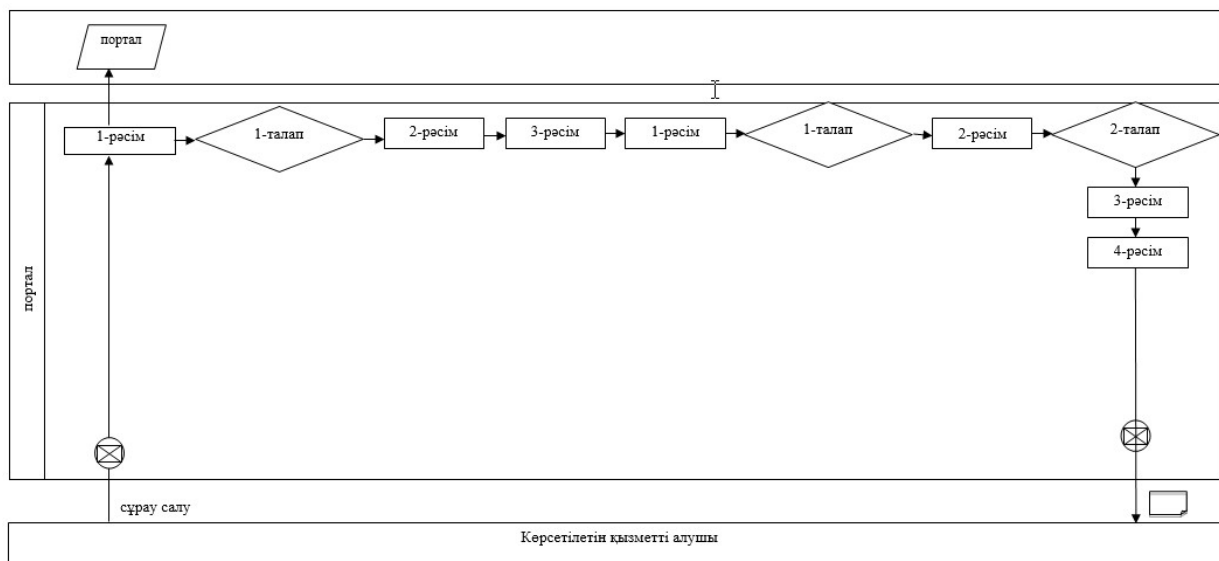 портал
1-рәсім
1-талап
2-рәсім
3-рәсім
1-рәсім
1-талап
2-рәсім
2-талап
3-рәсім
4-рәсім
портал
сұрау салу
Көрсетілетін қызметті алушы